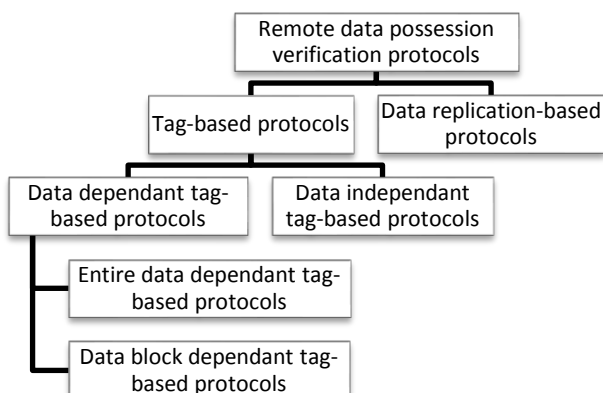 Remote data possession
verification protocols
Tag-based protocols
Data replication-based
protocols
Data dependant tag-
based protocols
Data independant
tag-based protocols
Entire data dependant tag-
based protocols
Data block dependant tag-
based protocols